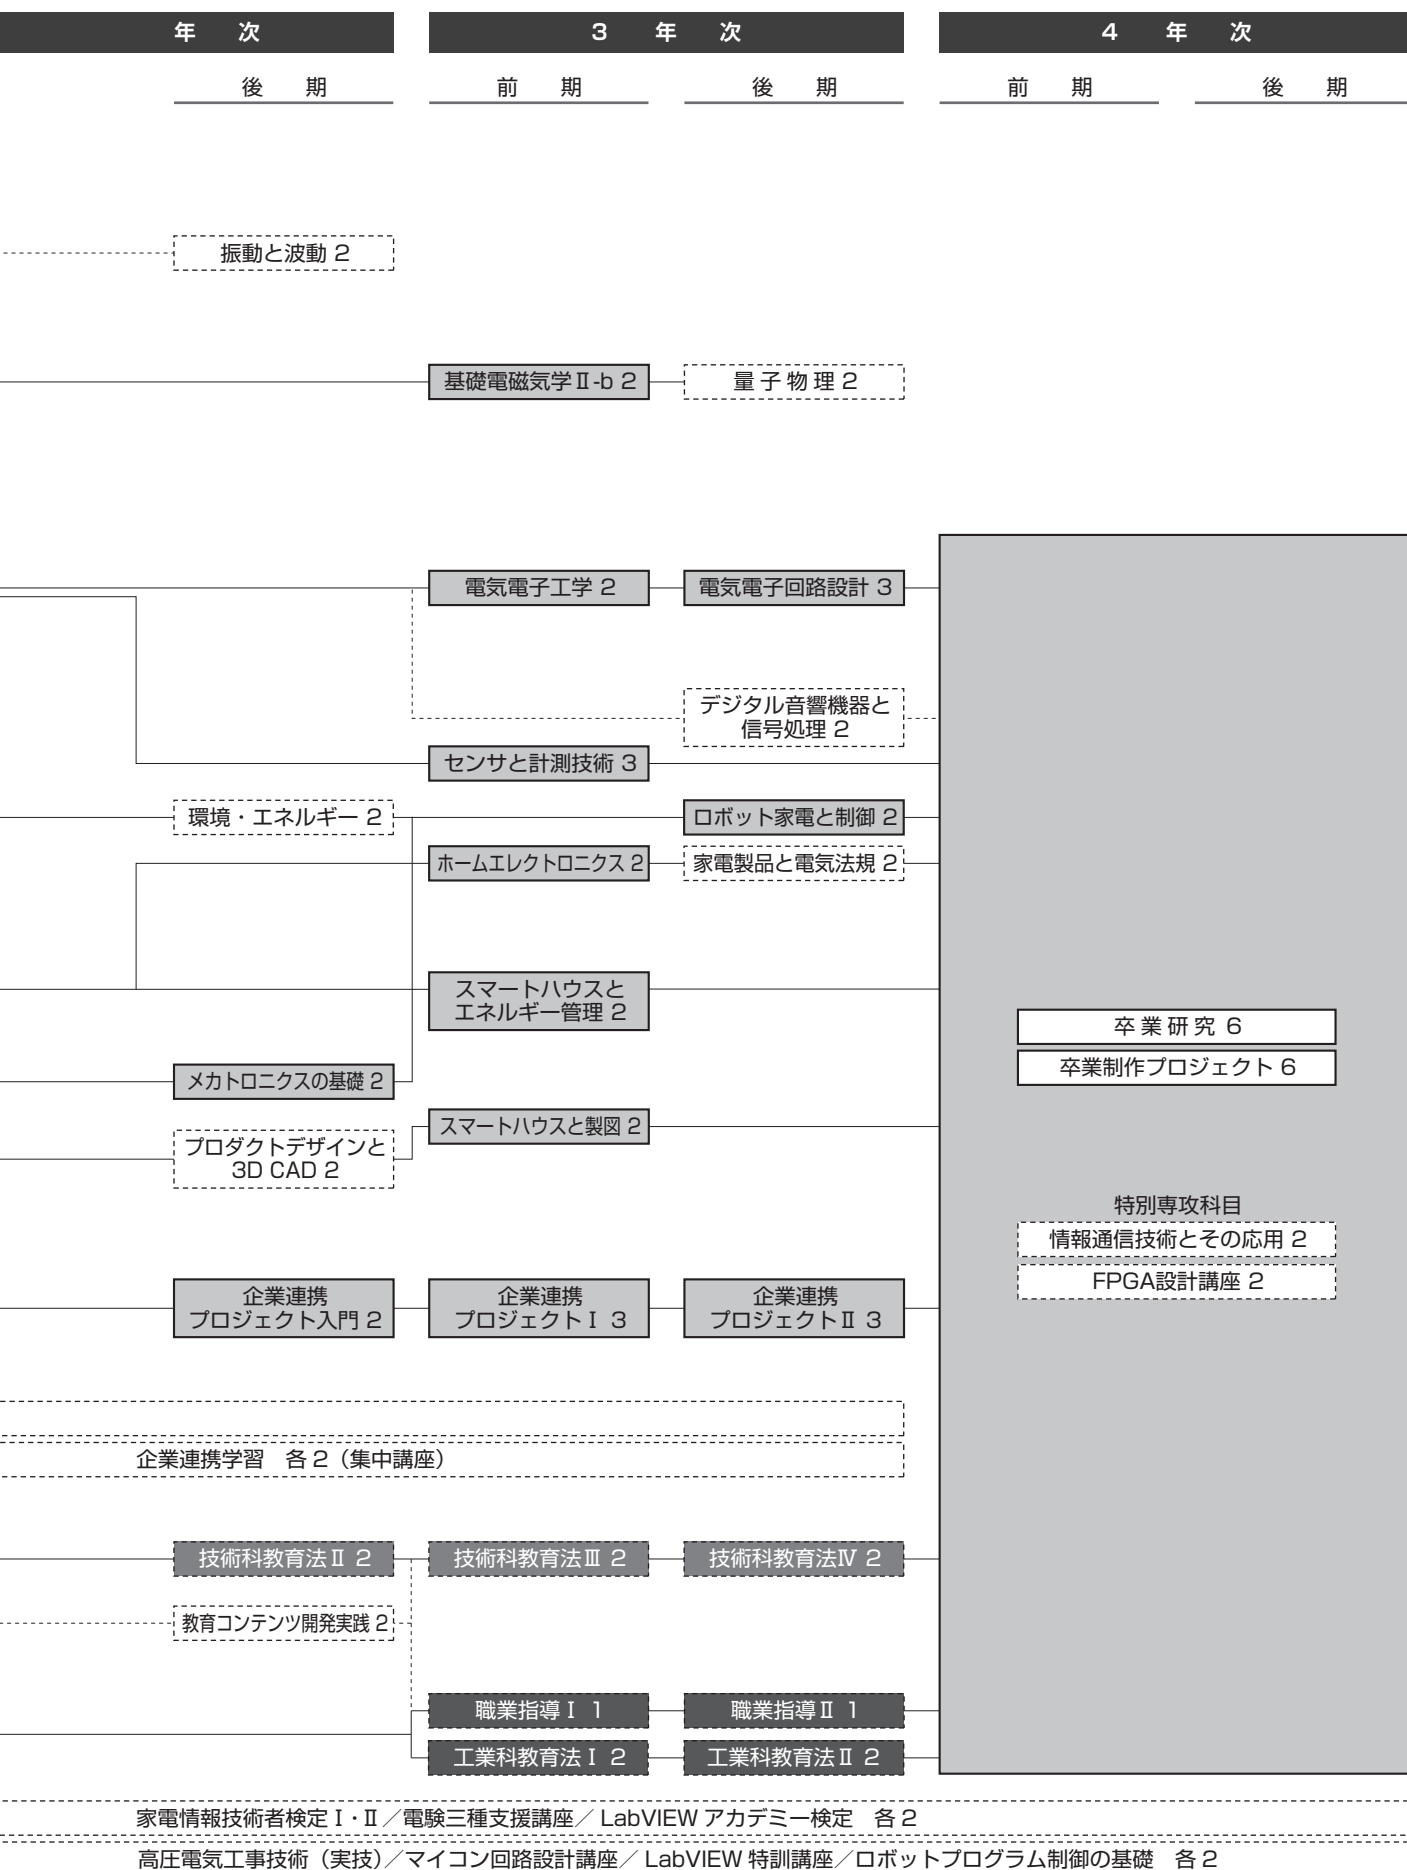 年 次
3 年 次
4 年 次
後 期
前 期
後 期
前 期
後 期
振動と波動 2
基礎電磁気学Ⅱ-b 2
量子物理 2
電気電子工学 2
電気電子回路設計 3
デジタル音響機器と
信号処理 2
センサと計測技術 3
環境・エネルギー 2
ロボット家電と制御 2
ホームエレクトロニクス 2
家電製品と電気法規 2
スマートハウスと
エネルギー管理 2
卒業研究 6
卒業制作プロジェクト 6
メカトロニクスの基礎 2
スマートハウスと製図 2
プロダクトデザインと
3D CAD 2
特別専攻科目
情報通信技術とその応用 2
FPGA設計講座 2
企業連携
プロジェクト入門 2
企業連携
プロジェクトⅠ 3
企業連携
プロジェクトⅡ 3
企業連携学習 各2（集中講座）
技術科教育法Ⅱ 2
技術科教育法Ⅲ 2
技術科教育法Ⅳ 2
教育コンテンツ開発実践 2
職業指導Ⅰ 1
職業指導Ⅱ 1
工業科教育法Ⅰ 2
工業科教育法Ⅱ 2
家電情報技術者検定Ⅰ・Ⅱ／電験三種支援講座／LabVIEW アカデミー検定 各2
高圧電気工事技術（実技）／マイコン回路設計講座／LabVIEW 特訓講座／ロボットプログラム制御の基礎 各2